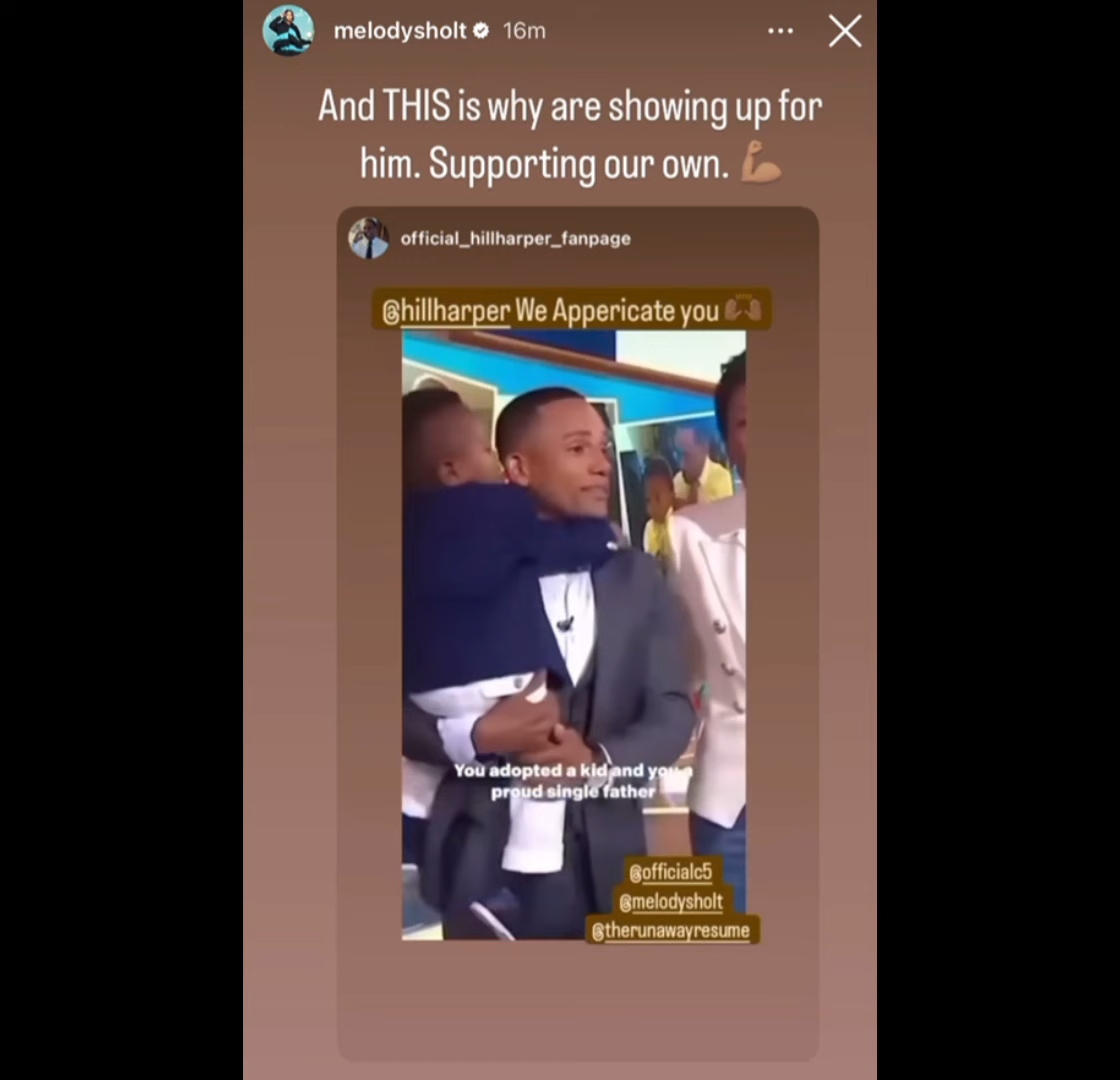 melodysholt 16m
And THIS is why are showing up for
him. Supporting our own. 💪🏽
official_hillharper_fanpage
@hillharper We Appericate you 🙌🏾
You adopted a kid and you a
proud single father
@officialc5
@melodysholt
@therunawayresume